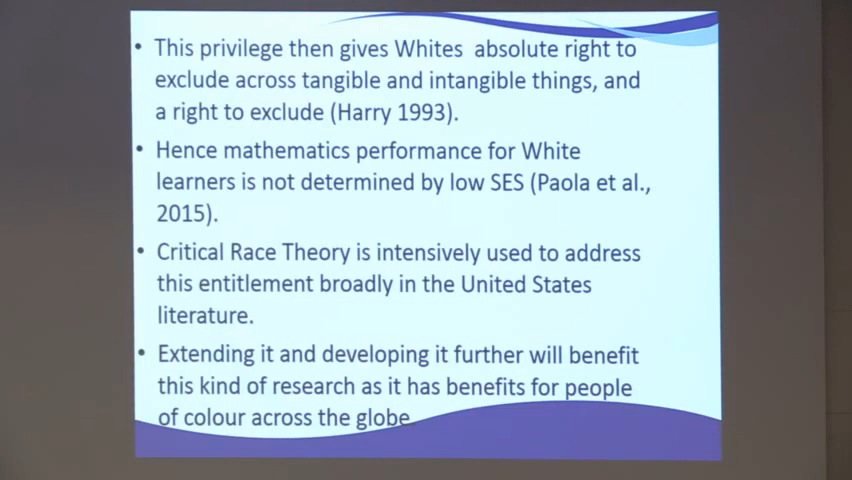 • This privilege then gives Whites absolute right to
exclude across tangible and intangible things, and
a right to exclude (Harry 1993).
• Hence mathematics performance for White
learners is not determined by low SES (Paola et al.,
2015).
• Critical Race Theory is intensively used to address
this entitlement broadly in the United States
literature.
• Extending it and developing it further will benefit
this kind of research as it has benefits for people
of colour across the globe.